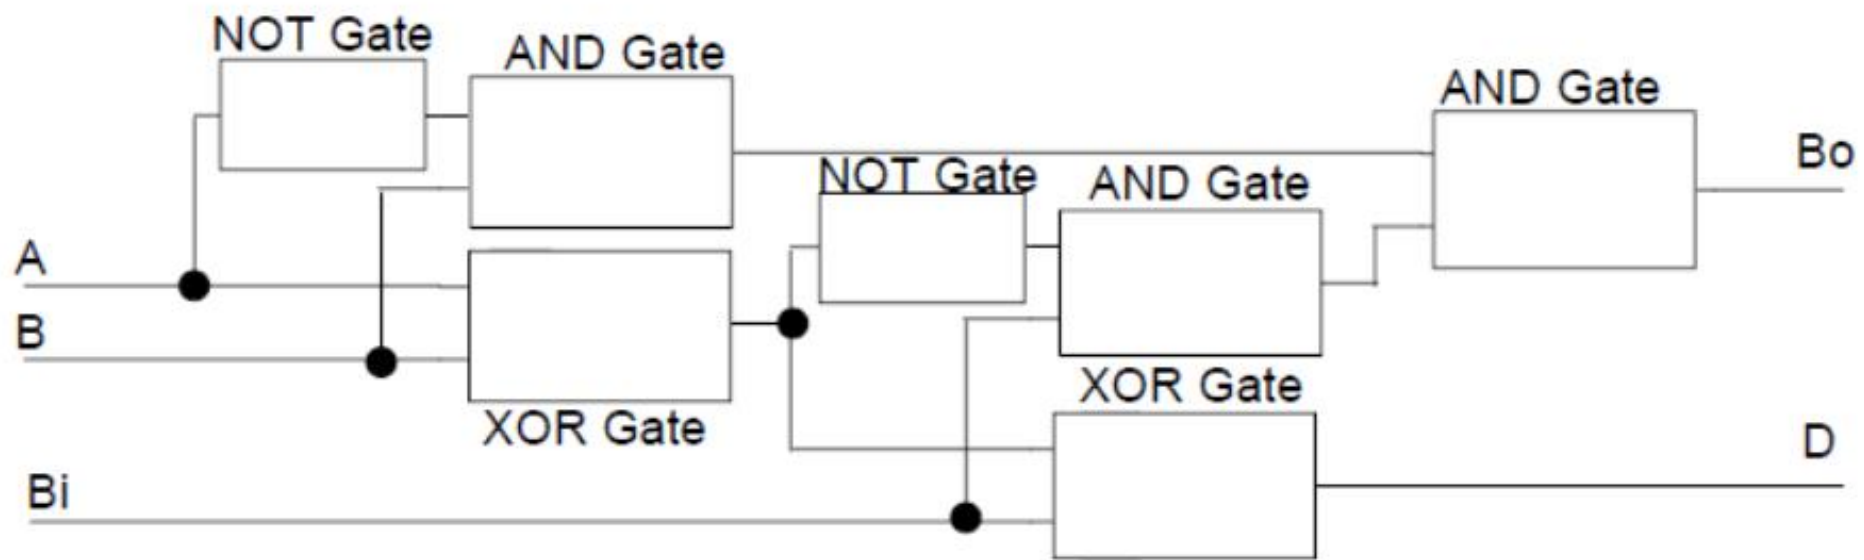 NOT Gate
AND Gate
AND Gate
Bo
NOT Gate
AND Gate
A
B
XOR Gate
XOR Gate
D
Bi